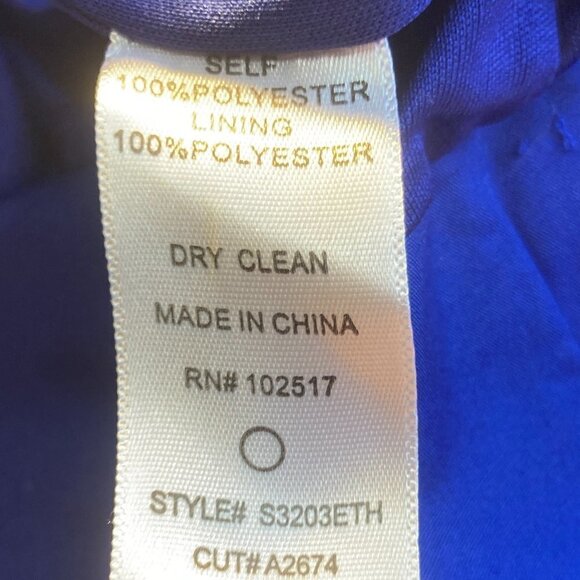 SELF
100%POLYESTER
LINING
100%POLYESTER
DRY CLEAN
MADE IN CHINA
RN# 102517
STYLE# S3203ETH
CUT#A2674